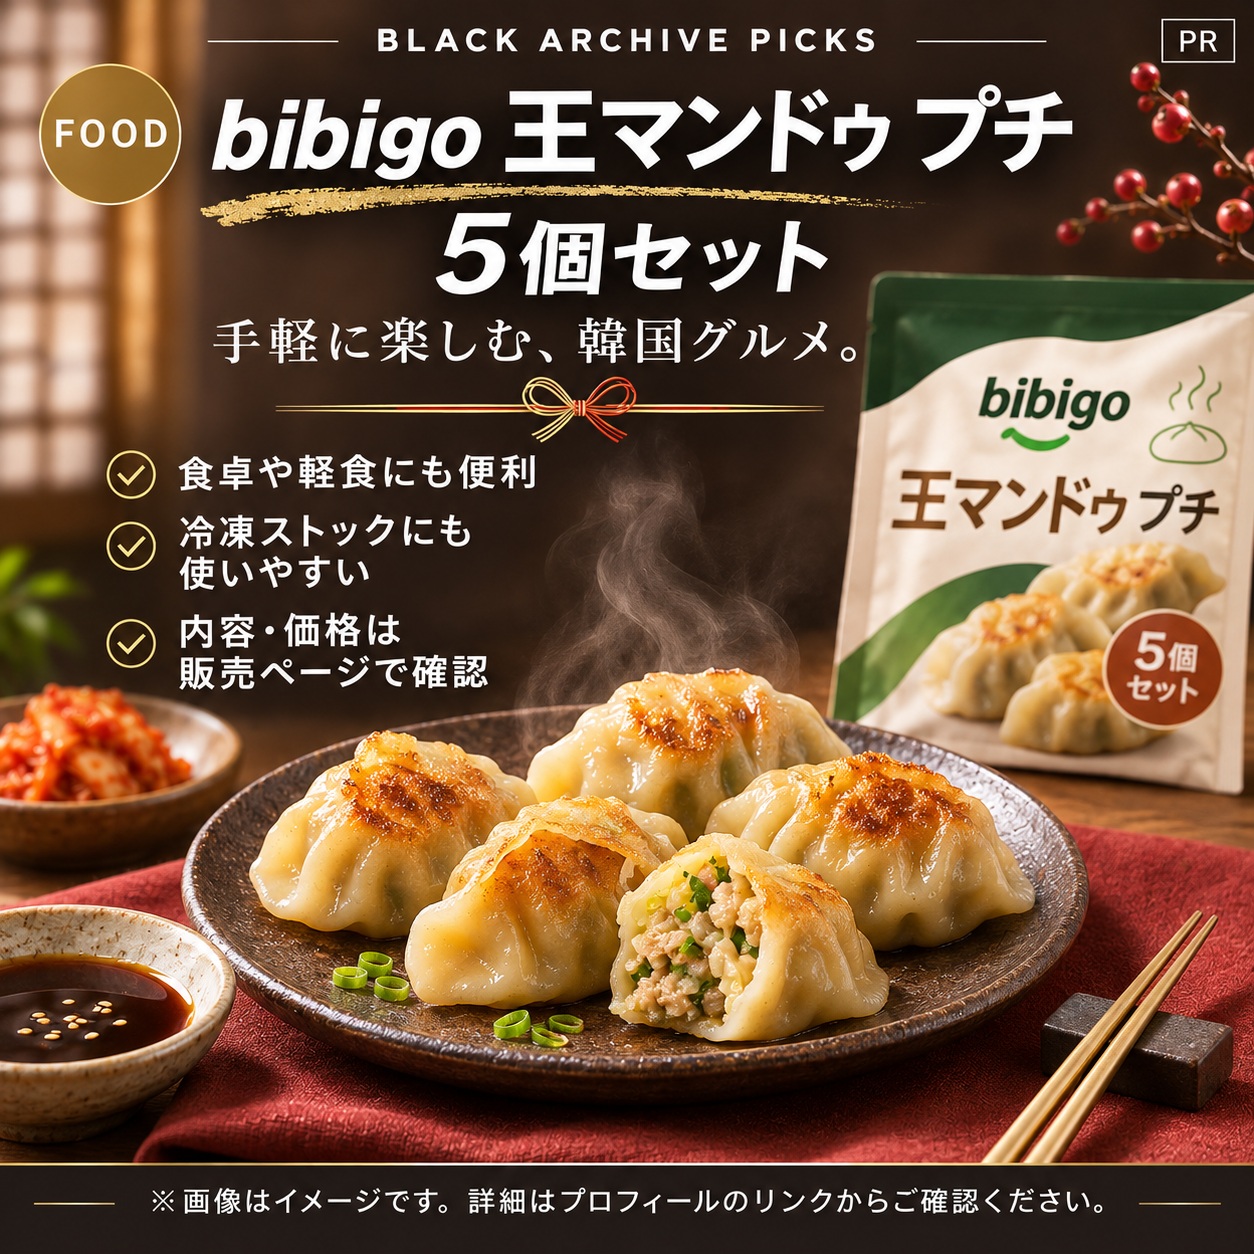 BLACK ARCHIVE PICKS
PR
FOOD
bibigo 王マンドゥ プチ
5個セット
手軽に楽しむ、韓国グルメ。
食卓や軽食にも便利
冷凍ストックにも
使いやすい
内容・価格は
販売ページで確認
bibigo
王マンドゥ プチ
5個
セット
※画像はイメージです。詳細はプロフィールのリンクからご確認ください。